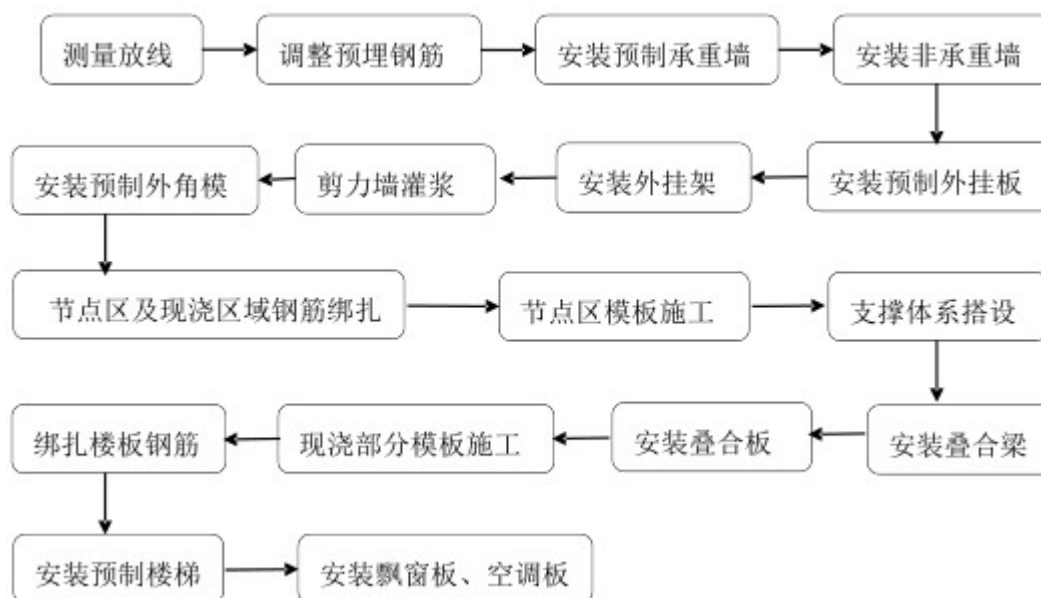 测量放线
调整预埋钢筋
安装预制承重墙
安装非承重墙
安装预制外角模
剪力墙灌浆
安装外挂架
安装预制外挂板
节点区及现浇区域钢筋绑扎
节点区模板施工
支撑体系搭设
绑扎楼板钢筋
现浇部分模板施工
安装叠合板
安装叠合梁
安装预制楼梯
安装飘窗板、空调板